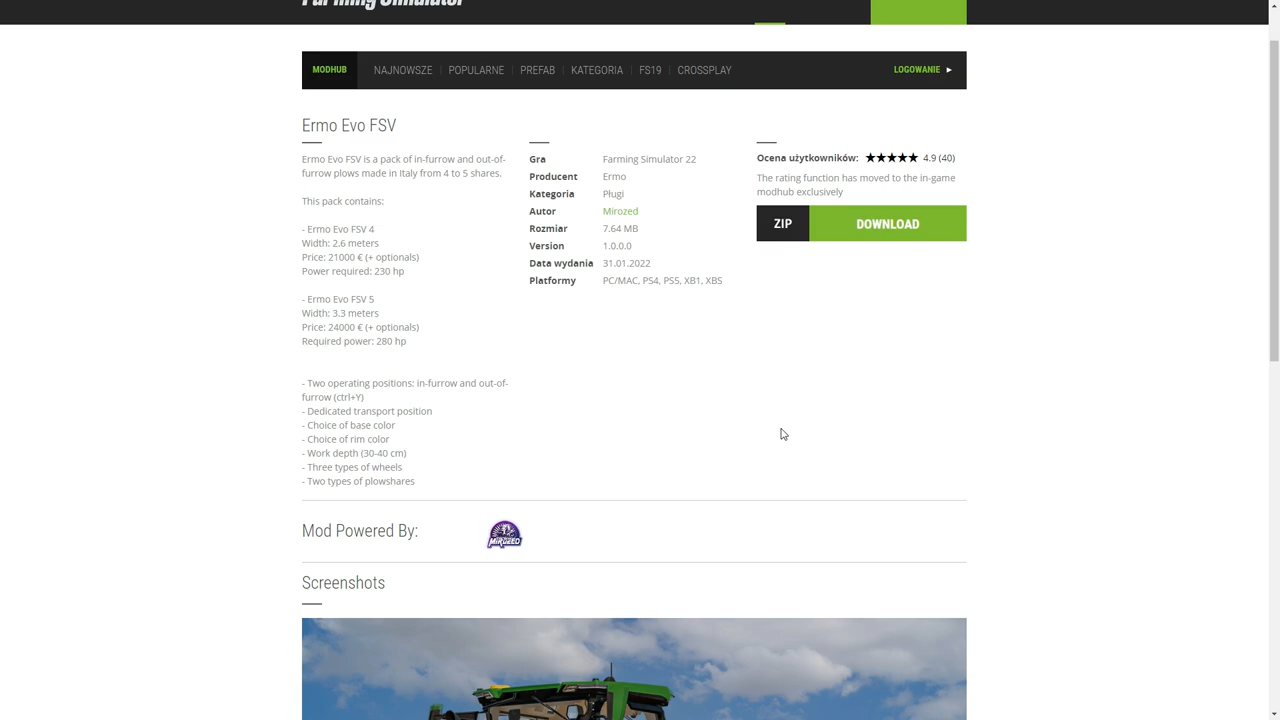 Farming Simulator
MODHUB
NAJNOWSZE
POPULARNE
PREFAB
KATEGORIA
FS19
CROSSPLAY
LOGOWANIE
Ermo Evo FSV
Ermo Evo FSV is a pack of in-furrow and out-of-
furrow plows made in Italy from 4 to 5 shares.
This pack contains:
- Ermo Evo FSV 4
Width: 2.6 meters
Price: 21000 € (+ optionals)
Power required: 230 hp
- Ermo Evo FSV 5
Width: 3.3 meters
Price: 24000 € (+ optionals)
Required power: 280 hp
- Two operating positions: in-furrow and out-of-
furrow (ctrl+Y)
- Dedicated transport position
- Choice of base color
- Choice of rim color
- Work depth (30-40 cm)
- Three types of wheels
- Two types of plowshares
Gra Farming Simulator 22
Producent Ermo
Kategoria Pługi
Autor Mirozed
Rozmiar 7.64 MB
Version 1.0.0.0
Data wydania 31.01.2022
Platformy PC/MAC, PS4, PS5, XB1, XBS
Ocena użytkowników: ★★★★★ 4.9 (40)
The rating function has moved to the in-game
modhub exclusively
ZIP DOWNLOAD
Mod Powered By:
MIROZED
Screenshots